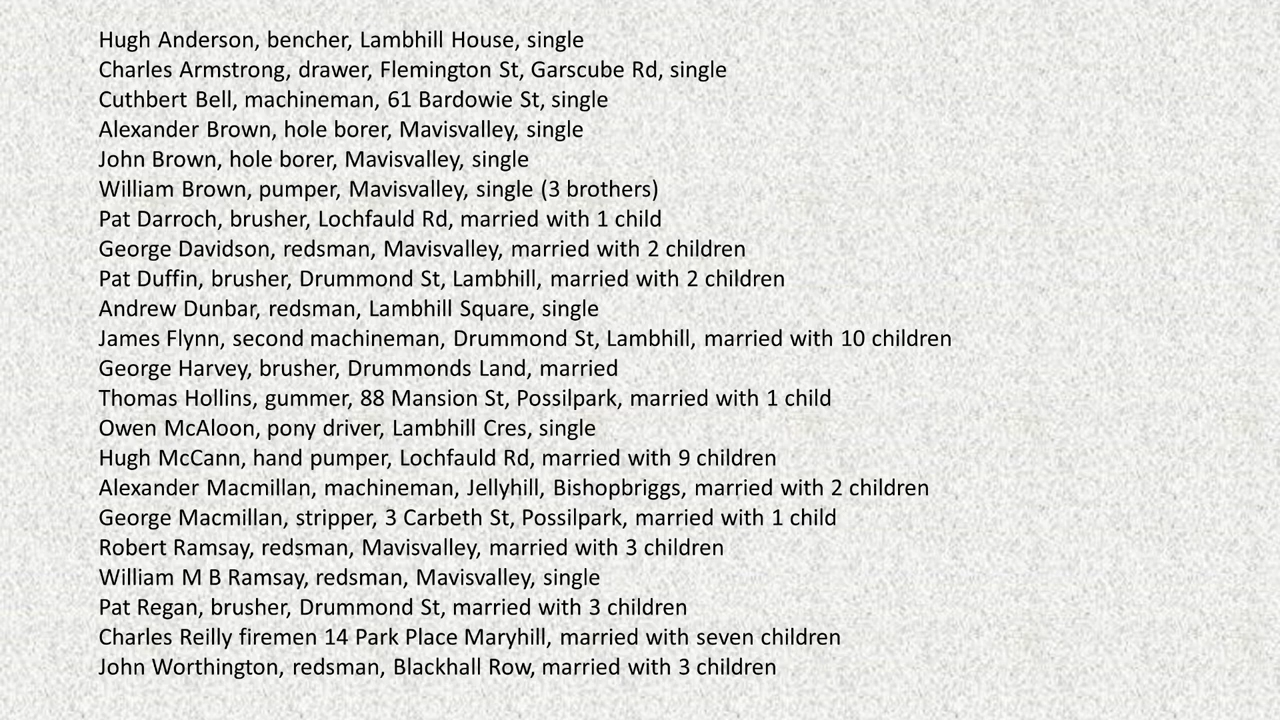 Hugh Anderson, bencher, Lambhill House, single
Charles Armstrong, drawer, Flemington St, Garscube Rd, single
Cuthbert Bell, machineman, 61 Bardowie St, single
Alexander Brown, hole borer, Mavisvalley, single
John Brown, hole borer, Mavisvalley, single
William Brown, pumper, Mavisvalley, single (3 brothers)
Pat Darroch, brusher, Lochfauld Rd, married with 1 child
George Davidson, redsman, Mavisvalley, married with 2 children
Pat Duffin, brusher, Drummond St, Lambhill, married with 2 children
Andrew Dunbar, redsman, Lambhill Square, single
James Flynn, second machineman, Drummond St, Lambhill, married with 10 children
George Harvey, brusher, Drummonds Land, married
Thomas Hollins, gummer, 88 Mansion St, Possilpark, married with 1 child
Owen McAloon, pony driver, Lambhill Cres, single
Hugh McCann, hand pumper, Lochfauld Rd, married with 9 children
Alexander Macmillan, machineman, Jellyhill, Bishopbriggs, married with 2 children
George Macmillan, stripper, 3 Carbeth St, Possilpark, married with 1 child
Robert Ramsay, redsman, Mavisvalley, married with 3 children
William M B Ramsay, redsman, Mavisvalley, single
Pat Regan, brusher, Drummond St, married with 3 children
Charles Reilly firemen 14 Park Place Maryhill, married with seven children
John Worthington, redsman, Blackhall Row, married with 3 children